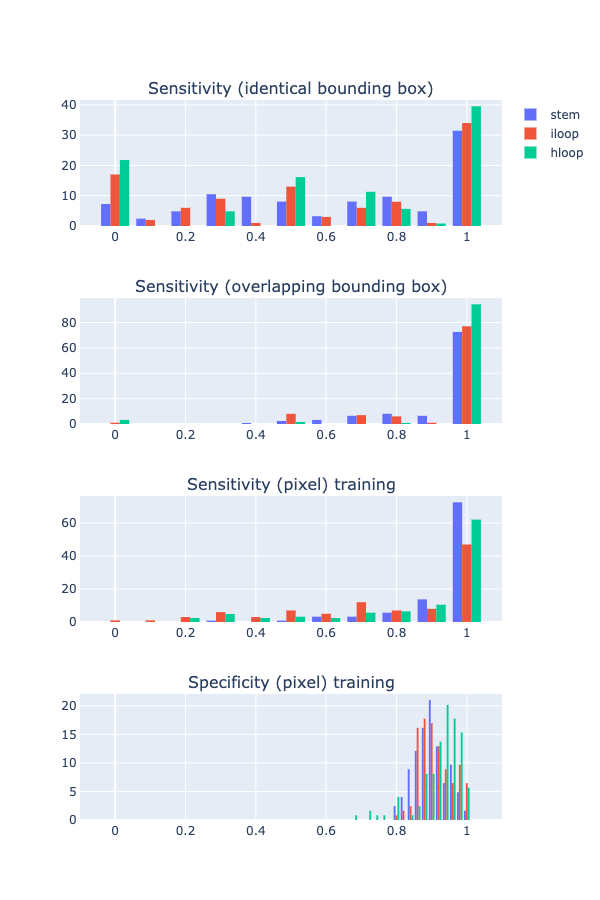 Sensitivity (identical bounding box)
40
30
20
10
0
0 0.2 0.4 0.6 0.8 1
stem
iloop
hloop
Sensitivity (overlapping bounding box)
80
60
40
20
0
0 0.2 0.4 0.6 0.8 1
Sensitivity (pixel) training
60
40
20
0
0 0.2 0.4 0.6 0.8 1
Specificity (pixel) training
20
15
10
5
0
0 0.2 0.4 0.6 0.8 1